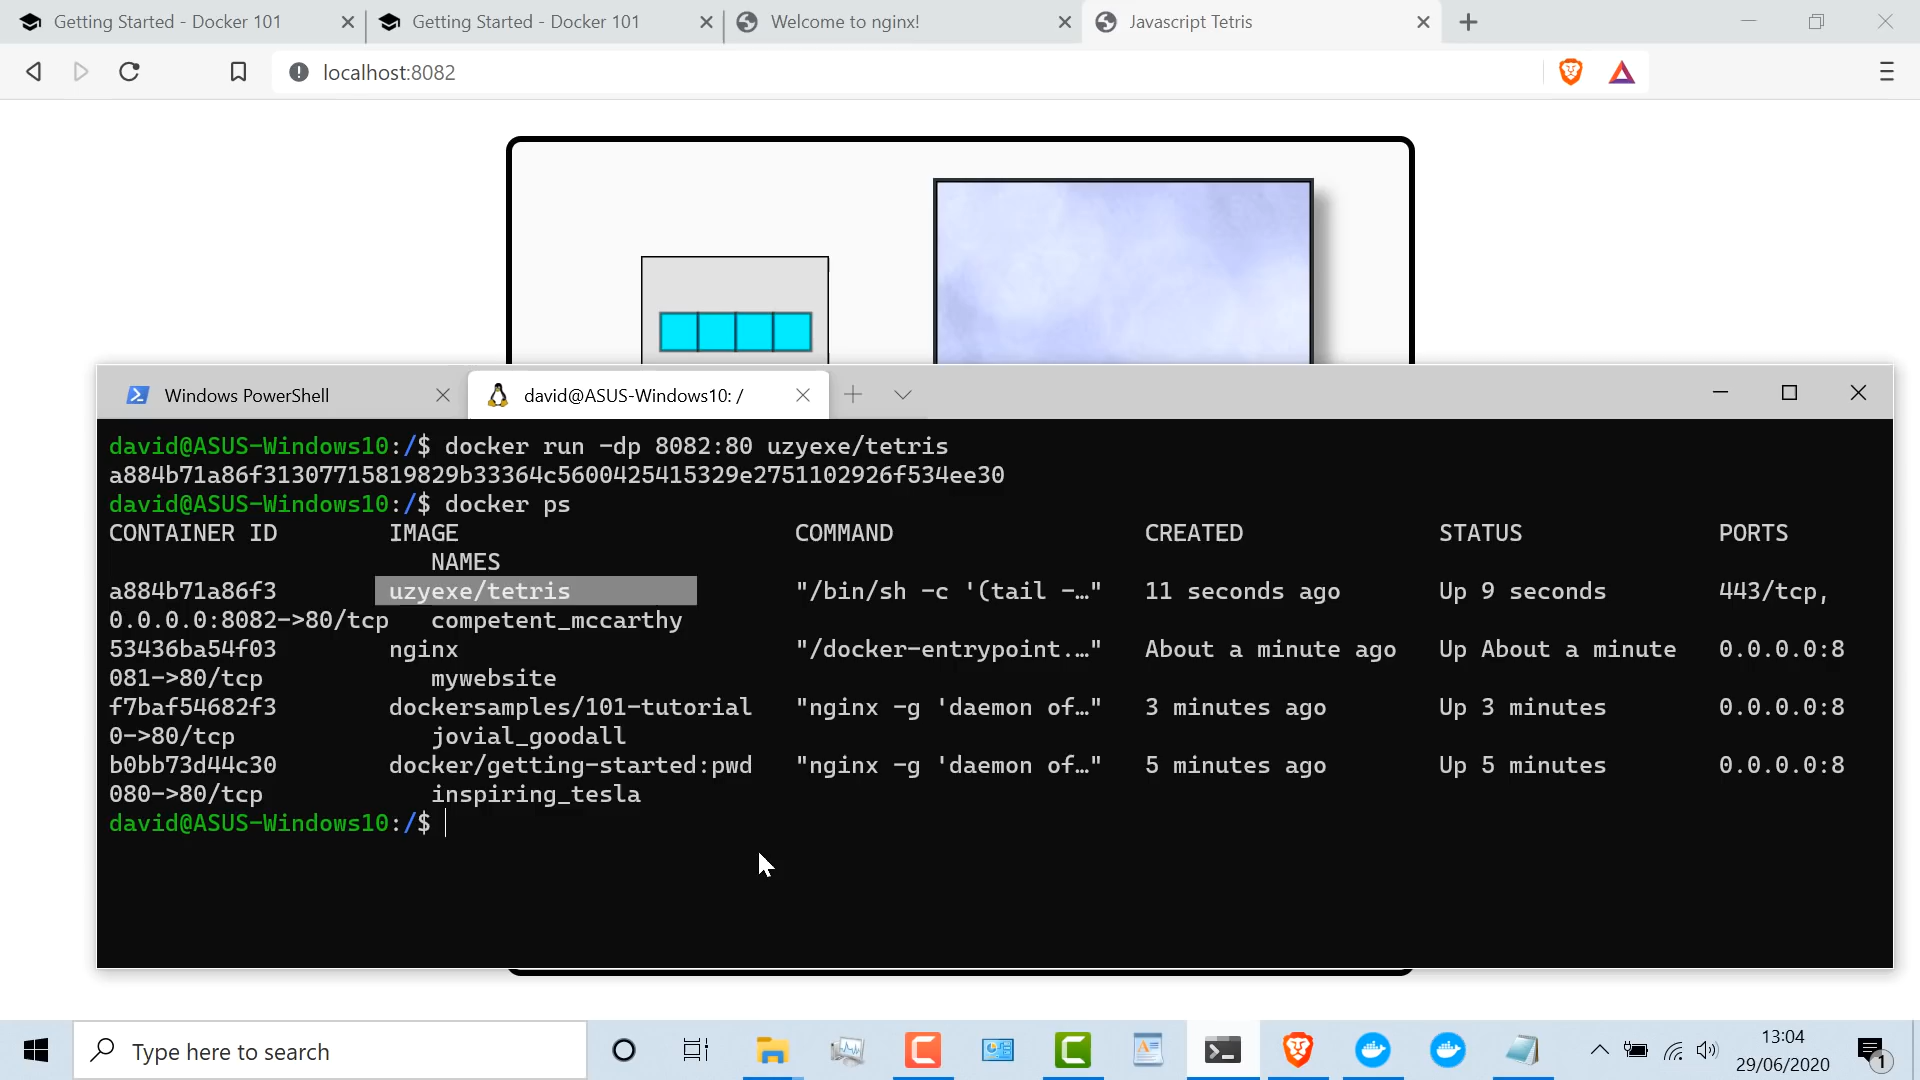 Getting Started - Docker 101
Getting Started - Docker 101
Welcome to nginx!
Javascript Tetris
localhost:8082
Windows PowerShell
david@ASUS-Windows10: /
david@ASUS-Windows10:/$ docker run -dp 8082:80 uzyexe/tetris
a884b71a86f31307715819829b33364c5600425415329e2751102926f534ee30
david@ASUS-Windows10:/$ docker ps
CONTAINER ID IMAGE COMMAND CREATED STATUS PORTS
NAMES
a884b71a86f3 uzyexe/tetris "/bin/sh -c '(tail -…" 11 seconds ago Up 9 seconds 443/tcp,
0.0.0.0:8082->80/tcp competent_mccarthy
53436ba54f03 nginx "/docker-entrypoint.…" About a minute ago Up About a minute 0.0.0.0:8
081->80/tcp mywebsite
f7baf54682f3 dockersamples/101-tutorial "nginx -g 'daemon of…" 3 minutes ago Up 3 minutes 0.0.0.0:8
0->80/tcp jovial_goodall
b0bb73d44c30 docker/getting-started:pwd "nginx -g 'daemon of…" 5 minutes ago Up 5 minutes 0.0.0.0:8
080->80/tcp inspiring_tesla
david@ASUS-Windows10:/$
Type here to search
13:04
29/06/2020
1